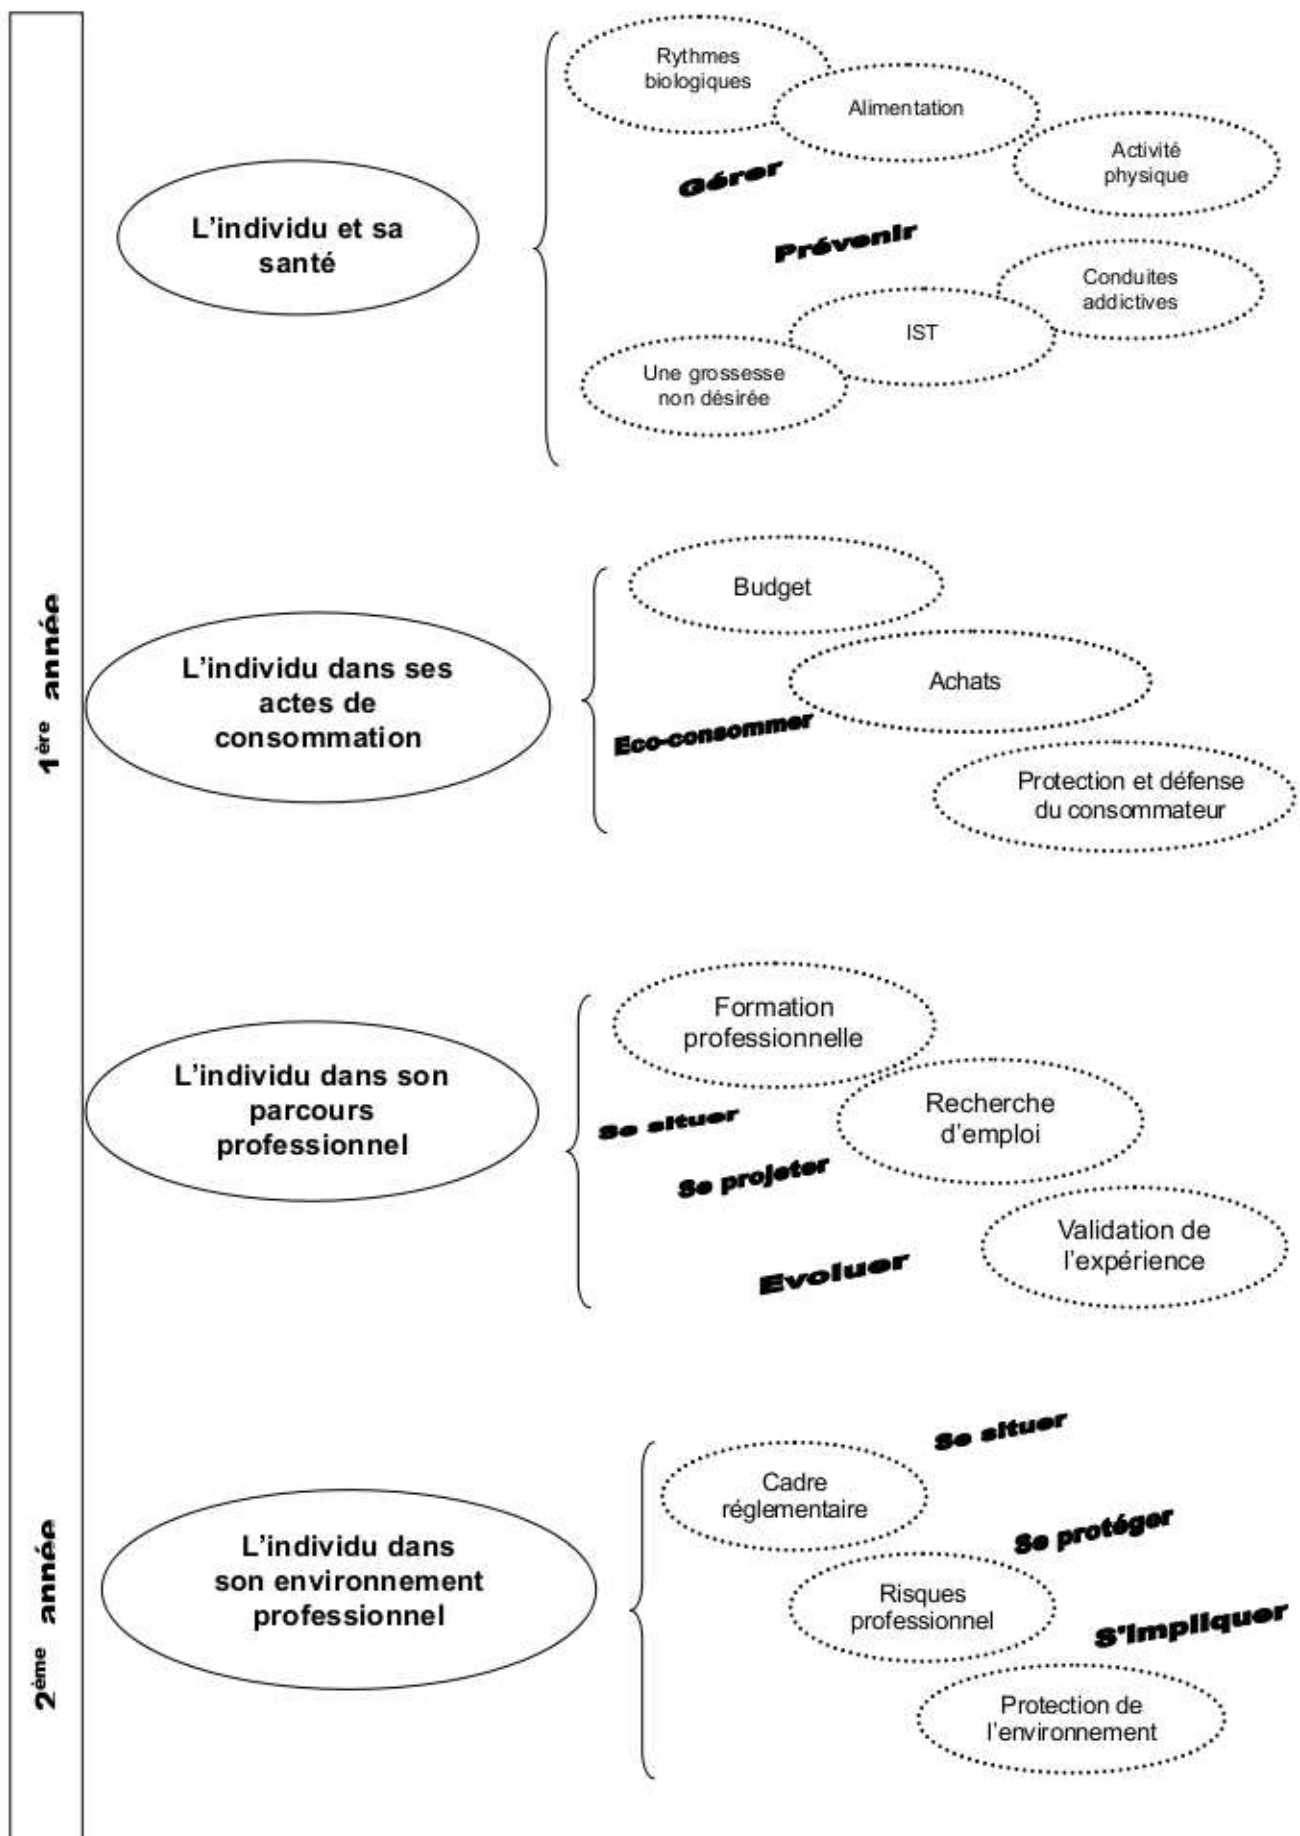 1ère année
L'individu et sa
santé
Rythmes
biologiques
Alimentation
Activité
physique
Gérer
Prévenir
Conduites
addictives
IST
Une grossesse
non désirée
L'individu dans ses
actes de
consommation
Budget
Achats
Eco-consommer
Protection et défense
du consommateur
L'individu dans son
parcours
professionnel
Formation
professionnelle
Se situer
Recherche
d'emploi
Se projeter
Validation de
l'expérience
Evoluer
2ème année
L'individu dans
son environnement
professionnel
Se situer
Cadre
réglementaire
Se protéger
Risques
professionnel
S'impliquer
Protection de
l'environnement